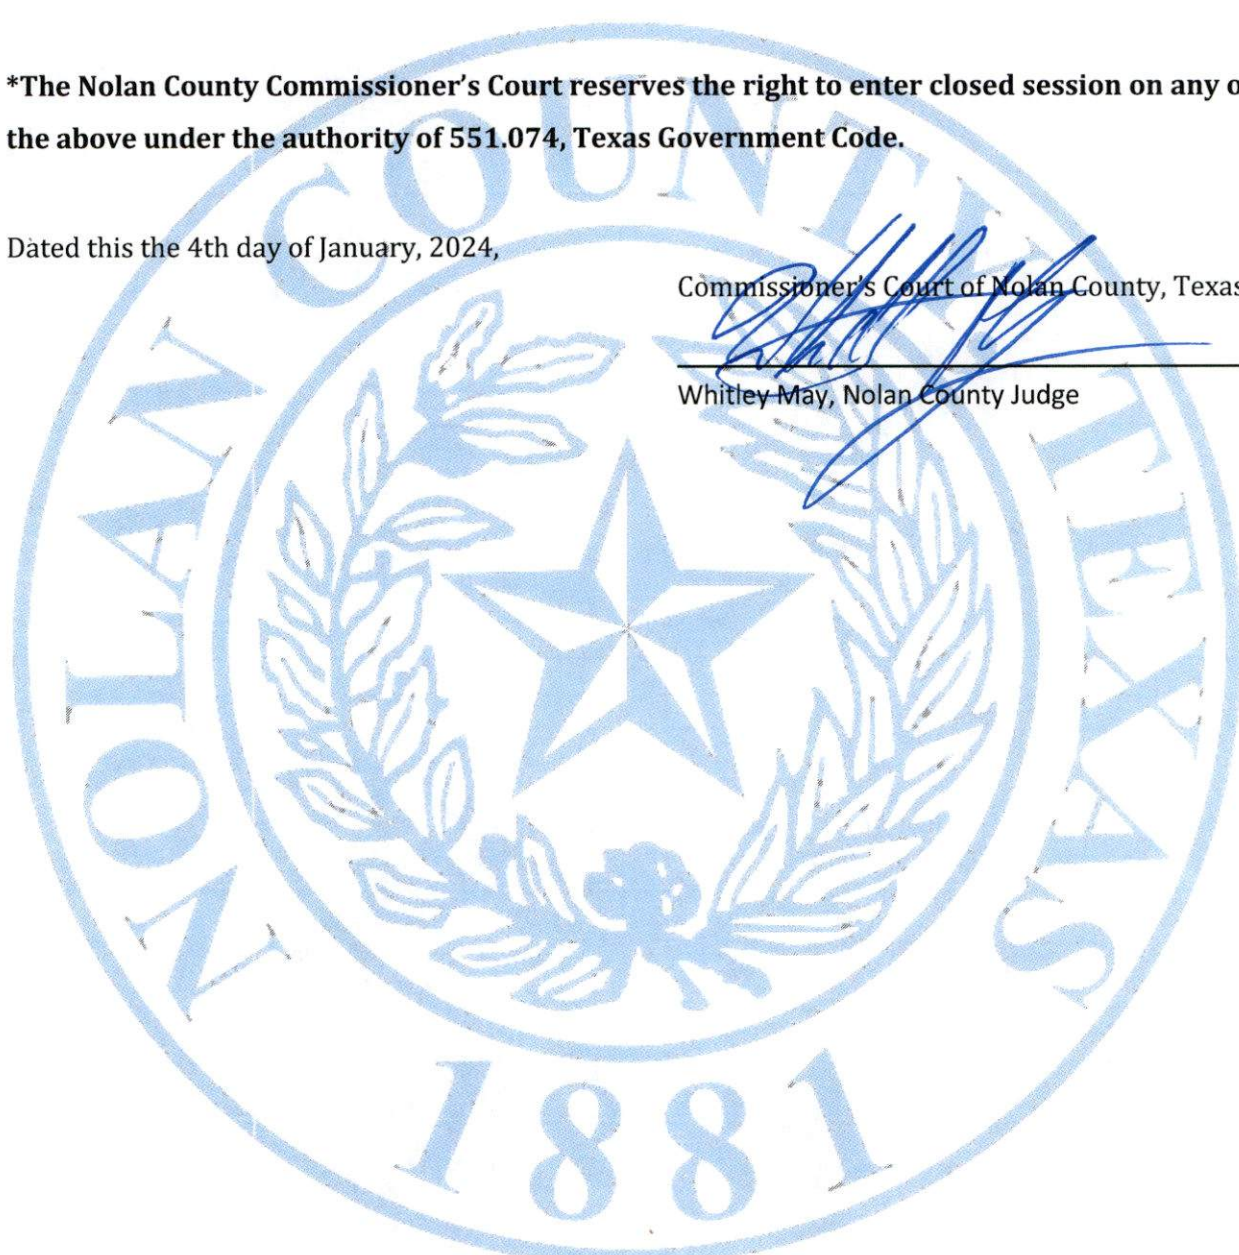 *The Nolan County Commissioner's Court reserves the right to enter closed session on any o
the above under the authority of 551.074, Texas Government Code.
Dated this the 4th day of January, 2024,
Commissioner's Court of Nolan County, Texas
Whitley May, Nolan County Judge
NOLAN COUNTY TEXAS
1881